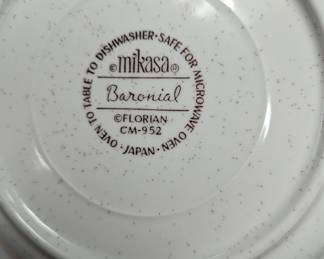 OVEN TO TABLE TO DISHWASHER · SAFE FOR MICROWAVE OVEN · JAPAN ·
© mikasa ®
Baronial
© FLORIAN
CM-952